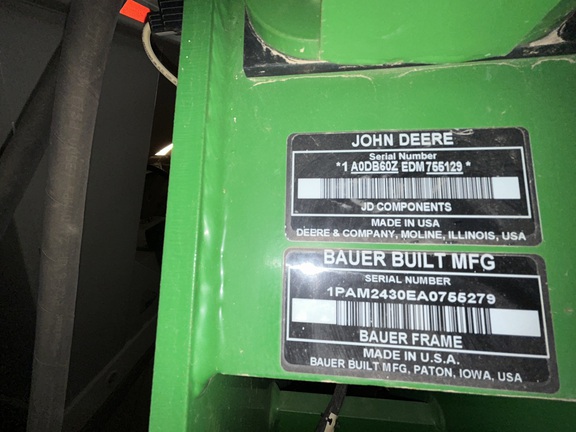 JOHN DEERE
Serial Number
*1 A0DB60Z EDM 755129 *
JD COMPONENTS
MADE IN USA
DEERE & COMPANY, MOLINE, ILLINOIS, USA
BAUER BUILT MFG
SERIAL NUMBER
1PAM2430EA0755279
BAUER FRAME
MADE IN U.S.A.
BAUER BUILT MFG, PATON, IOWA, USA